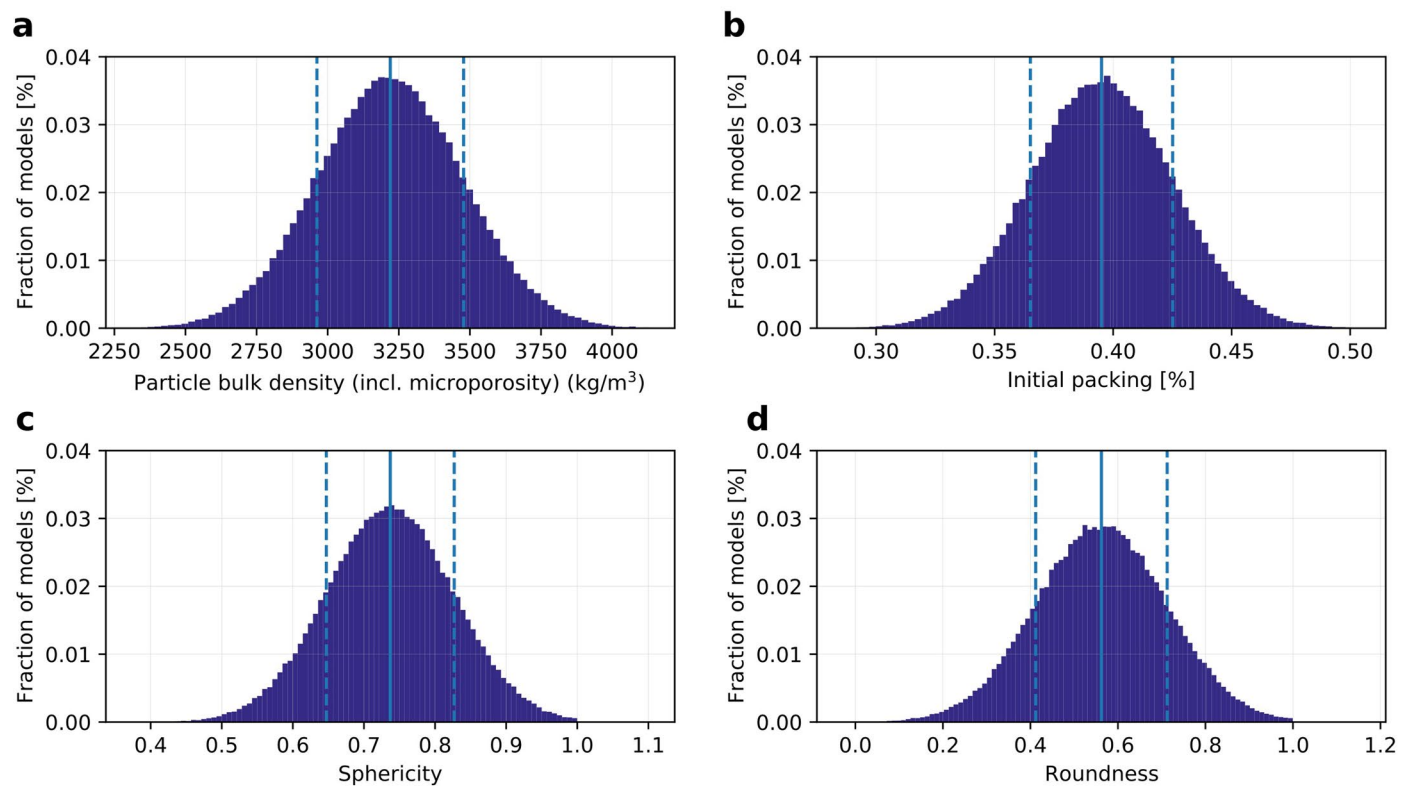 a
0.04
0.03
0.02
0.01
0.00
Fraction of models [%]
2250 2500 2750 3000 3250 3500 3750 4000
Particle bulk density (incl. microporosity) (kg/m³)
b
0.04
0.03
0.02
0.01
0.00
Fraction of models [%]
0.30 0.35 0.40 0.45 0.50
Initial packing [%]
c
0.04
0.03
0.02
0.01
0.00
Fraction of models [%]
0.4 0.5 0.6 0.7 0.8 0.9 1.0 1.1
Sphericity
d
0.04
0.03
0.02
0.01
0.00
Fraction of models [%]
0.0 0.2 0.4 0.6 0.8 1.0 1.2
Roundness